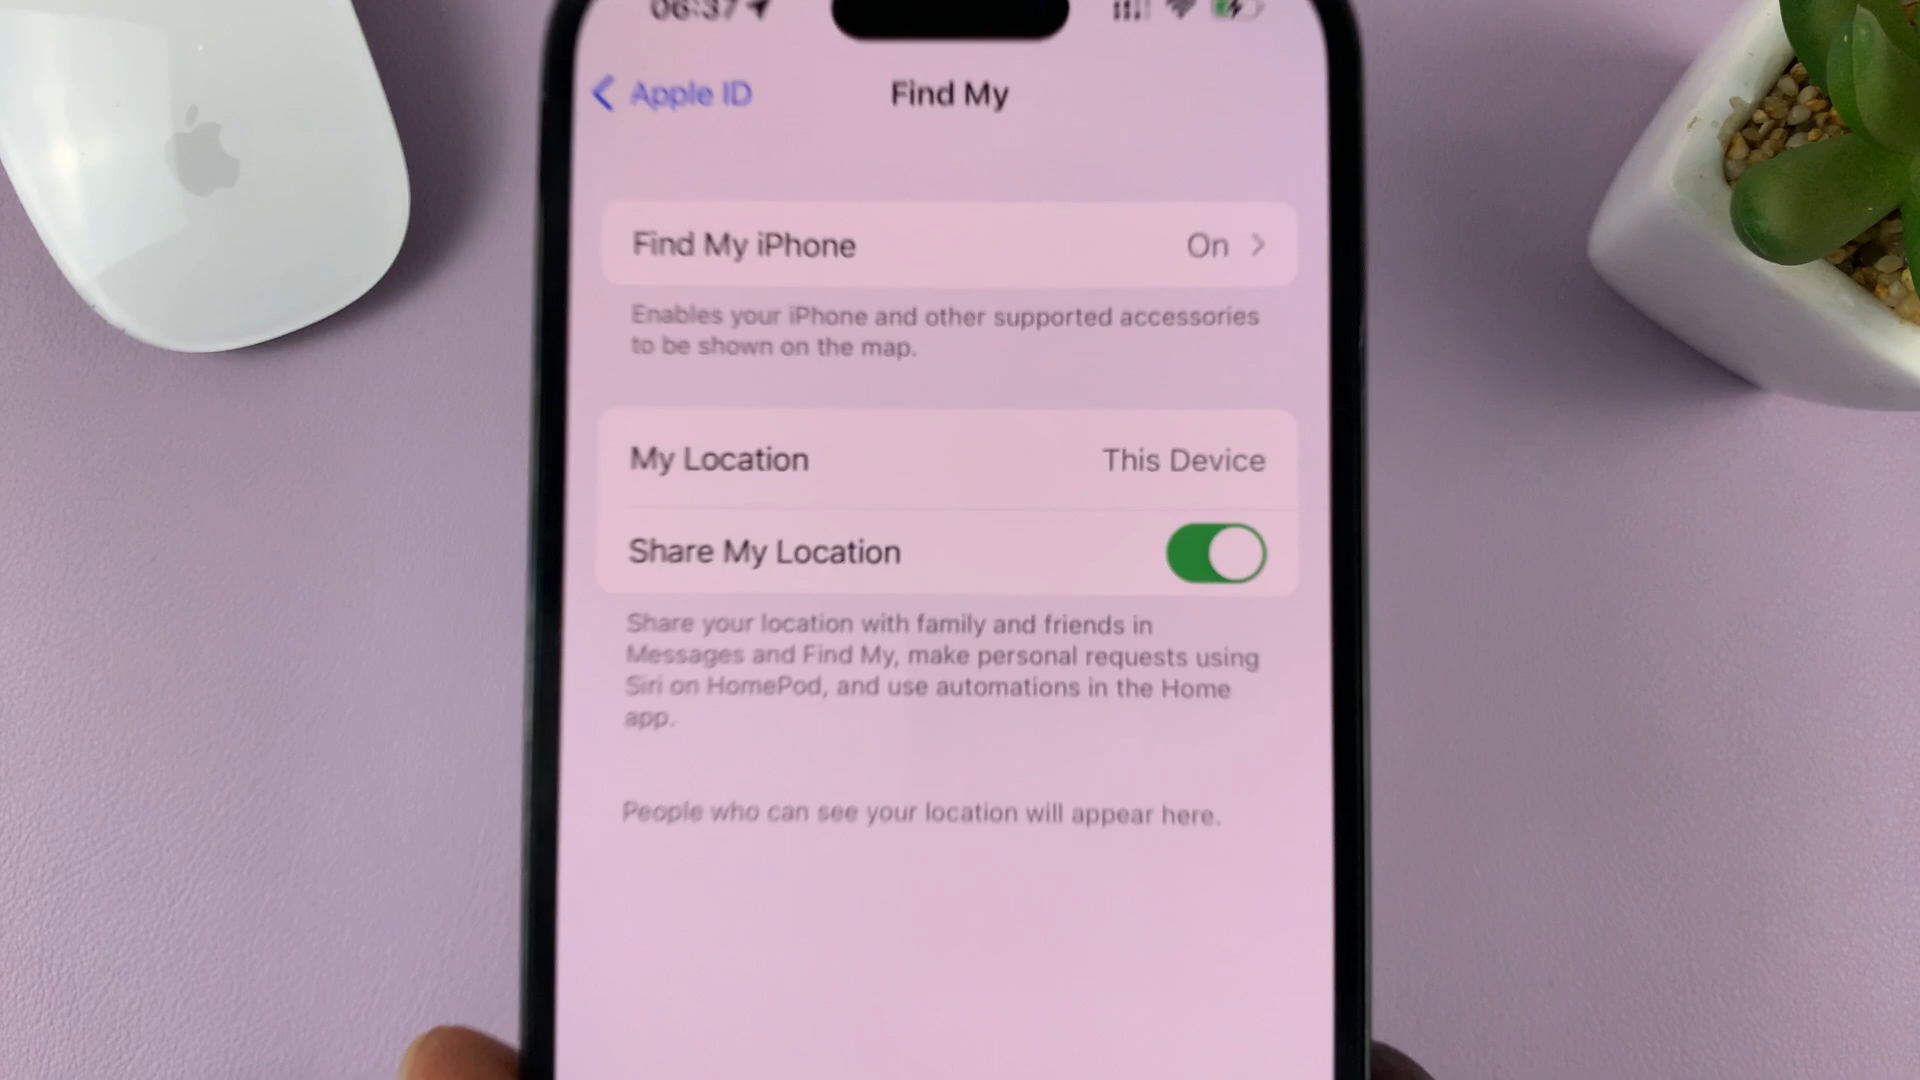 06:37
Apple ID
Find My
Find My iPhone On
Enables your iPhone and other supported accessories
to be shown on the map.
My Location This Device
Share My Location
Share your location with family and friends in
Messages and Find My, make personal requests using
Siri on HomePod, and use automations in the Home
app.
People who can see your location will appear here.